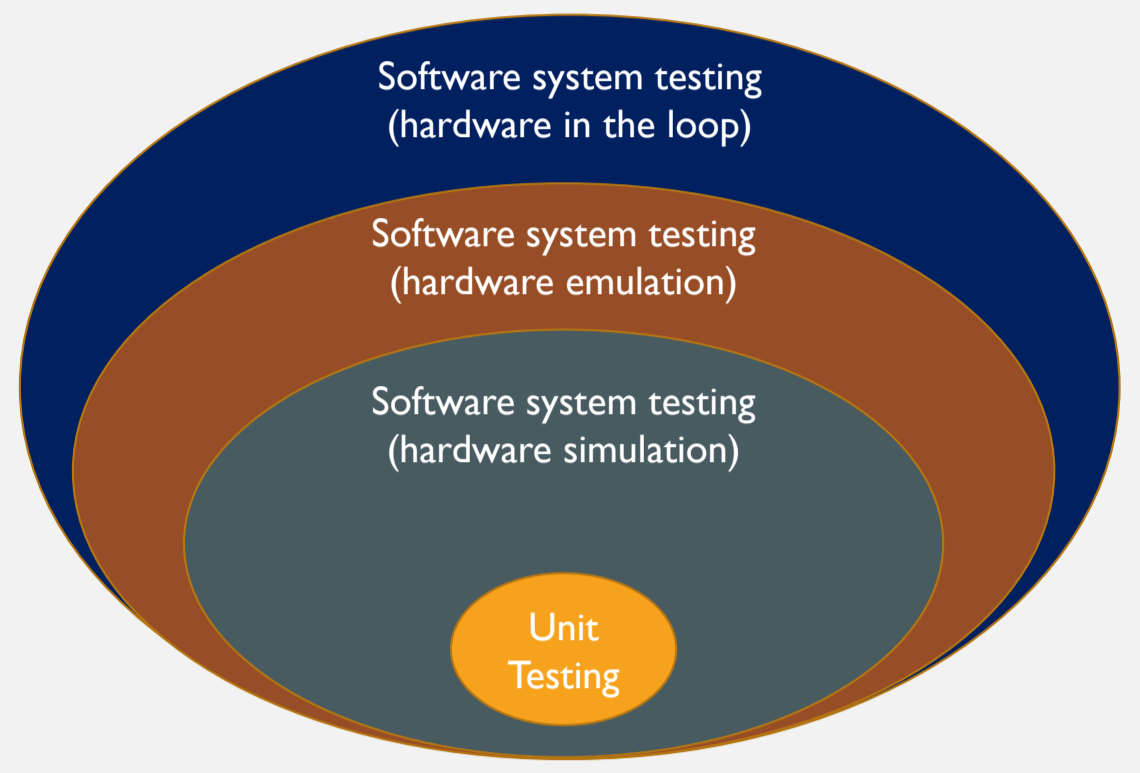 Software system testing
(hardware in the loop)
Software system testing
(hardware emulation)
Software system testing
(hardware simulation)
Unit
Testing